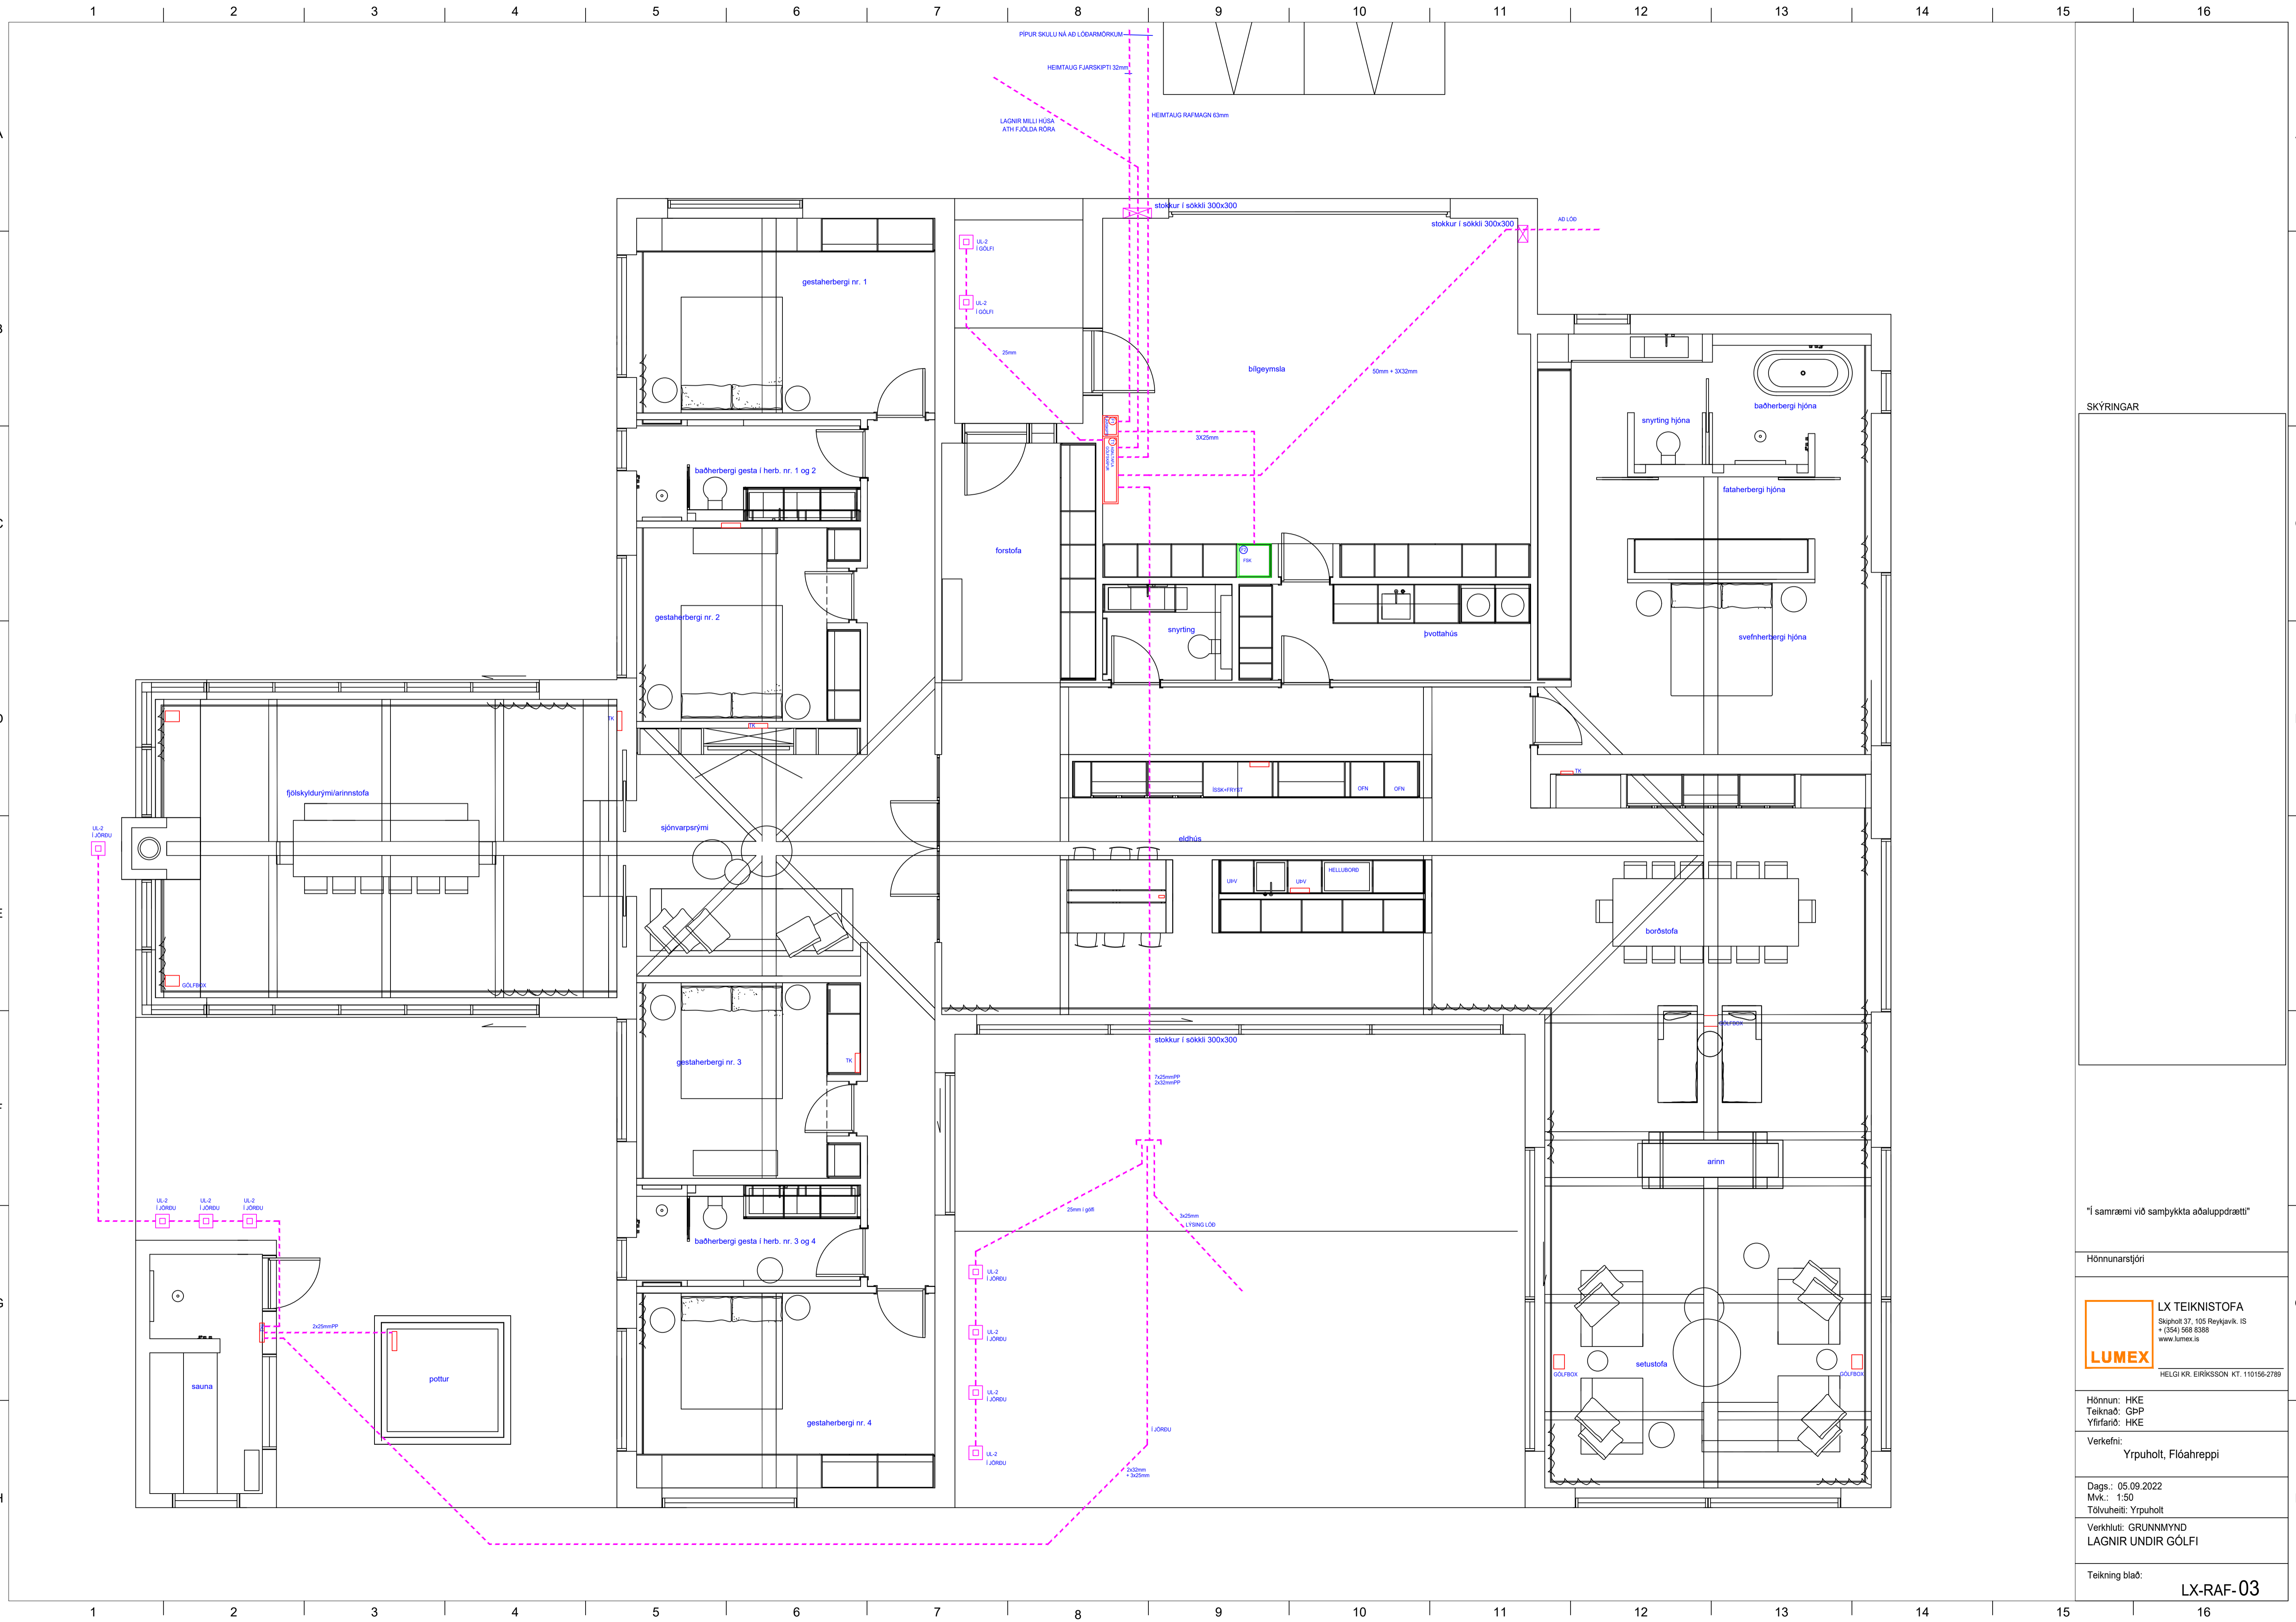 1 2 3 4 5 6 7 8 9 10 11 12 13 14 15 16
PÍPUR SKULU NÁ AÐ LÓÐARMÖRKUM
HEIMTAUG FJARSKIPTI 32mm
LAGNIR MILLI HÚSA
ATH FJÖLDA RÖRA
HEIMTAUG RAFMAGN 63mm
stokkur í sökkli 300x300
stokkur í sökkli 300x300
AÐ LÓÐ
UL-2
Í GÓLFI
gestaherbergi nr. 1
UL-2
Í GÓLFI
25mm
bílgeymsla
50mm + 3X32mm
baðherbergi hjóna
snyrting hjóna
3X25mm
baðherbergi gesta í herb. nr. 1 og 2
fataherbergi hjóna
forstofa
FSK
gestaherbergi nr. 2
snyrting
þvottahús
svefnherbergi hjóna
TK
TK
TK
fjölskyldurými/arinnstofa
ÍSSK+FRYST
OFN
OFN
UL-2
Í JÖRÐU
sjónvarpsrými
eldhús
UÞV
UÞV
HELLUBORÐ
borðstofa
GÓLFBOX
GÓLFBOX
stokkur í sökkli 300x300
gestaherbergi nr. 3
TK
7x25mmPP
2x32mmPP
arinn
UL-2
Í JÖRÐU
UL-2
Í JÖRÐU
UL-2
Í JÖRÐU
25mm í gólfi
3x25mm
LÝSING LÓÐ
baðherbergi gesta í herb. nr. 3 og 4
UL-2
Í JÖRÐU
2x25mmPP
UL-2
Í JÖRÐU
pottur
sauna
setustofa
GÓLFBOX
GÓLFBOX
UL-2
Í JÖRÐU
gestaherbergi nr. 4
Í JÖRÐU
UL-2
Í JÖRÐU
2x32mm
+ 3x25mm
SKÝRINGAR
"Í samræmi við samþykkta aðaluppdrætti"
Hönnunarstjóri
LUMEX
LX TEIKNISTOFA
Skipholt 37, 105 Reykjavík. IS
+ (354) 568 8388
www.lumex.is
HELGI KR. EIRÍKSSON KT. 110156-2789
Hönnun: HKE
Teiknað: GÞP
Yfirfarið: HKE
Verkefni:
Yrpuholt, Flóahreppi
Dags.: 05.09.2022
Mvk.: 1:50
Tölvuheiti: Yrpuholt
Verkhluti: GRUNNMYND
LAGNIR UNDIR GÓLFI
Teikning blað:
LX-RAF-03
1 2 3 4 5 6 7 8 9 10 11 12 13 14 15 16